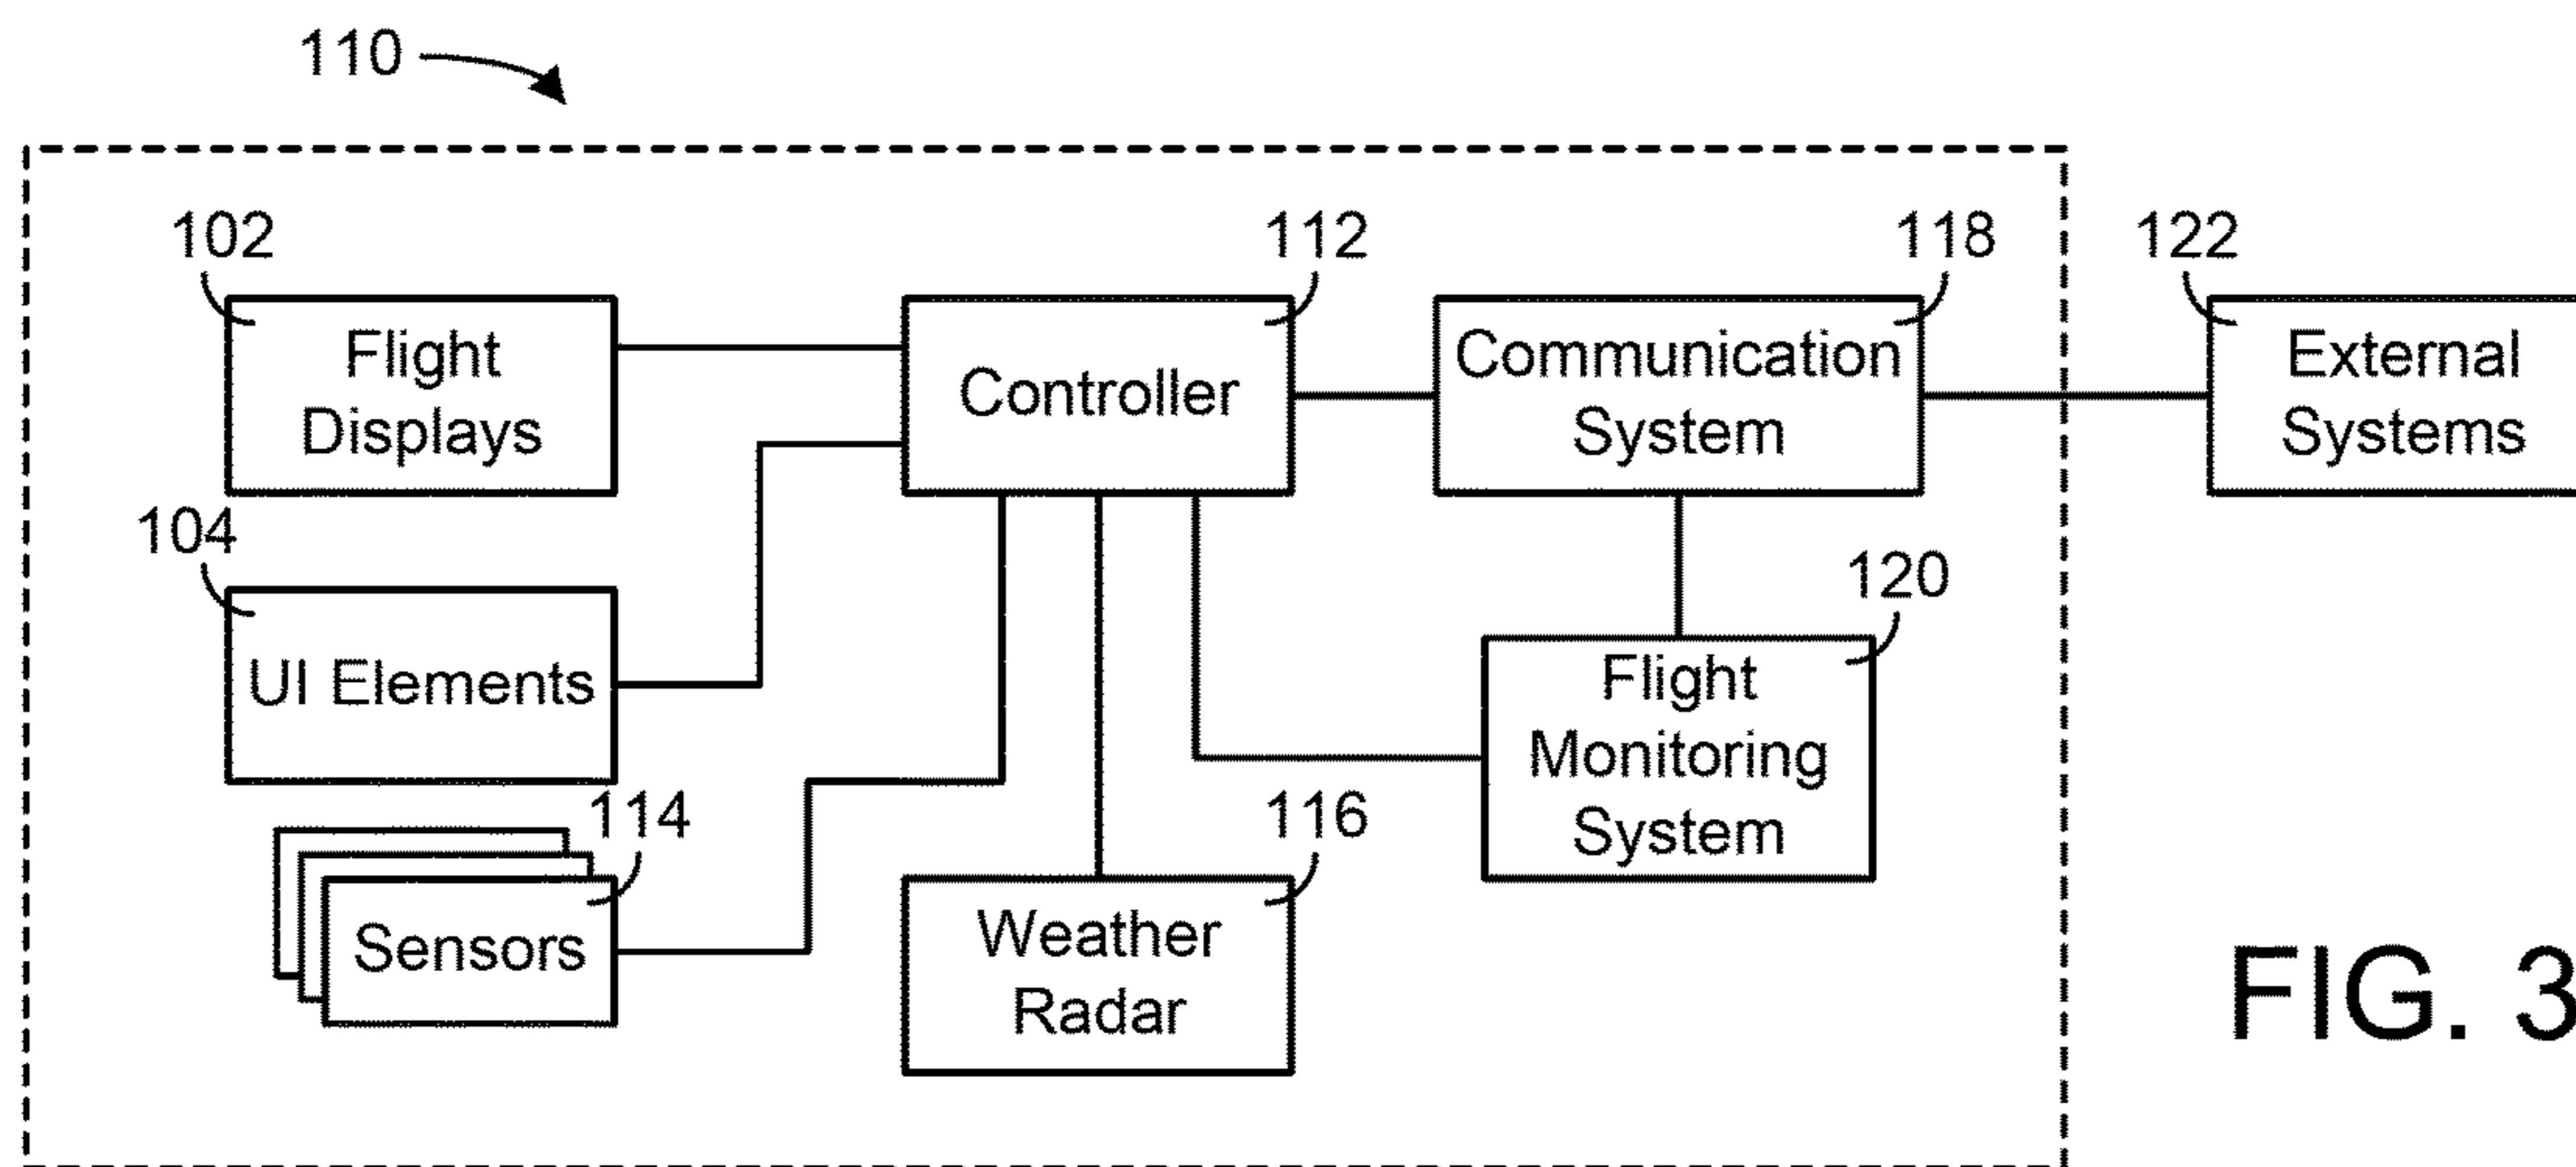 110
102
112
118
122
Flight
Displays
Controller
Communication
System
External
Systems
104
UI Elements
120
Flight
Monitoring
System
114
Sensors
116
Weather
Radar
FIG. 3